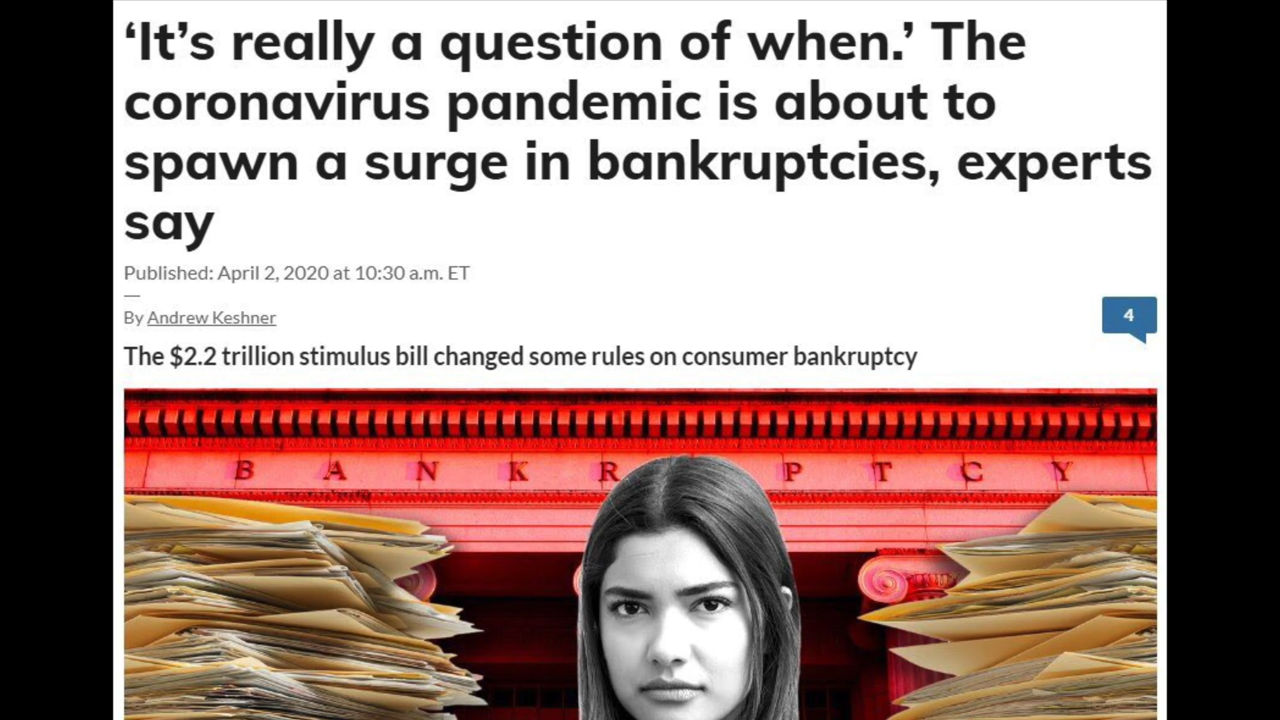 ‘It’s really a question of when.’ The
coronavirus pandemic is about to
spawn a surge in bankruptcies, experts
say
Published: April 2, 2020 at 10:30 a.m. ET
By Andrew Keshner
4
The $2.2 trillion stimulus bill changed some rules on consumer bankruptcy
B A N K R P T C Y